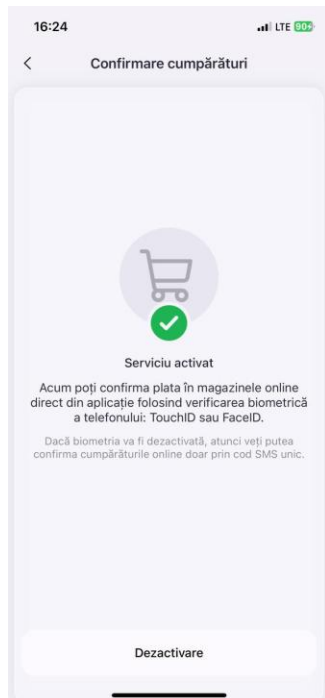 16:24
LTE 90
Confirmare cumpărături
Serviciu activat
Acum poți confirma plata în magazinele online
direct din aplicație folosind verificarea biometrică
a telefonului: TouchID sau FaceID.
Dacă biometria va fi dezactivată, atunci veți putea
confirma cumpărăturile online doar prin cod SMS unic.
Dezactivare